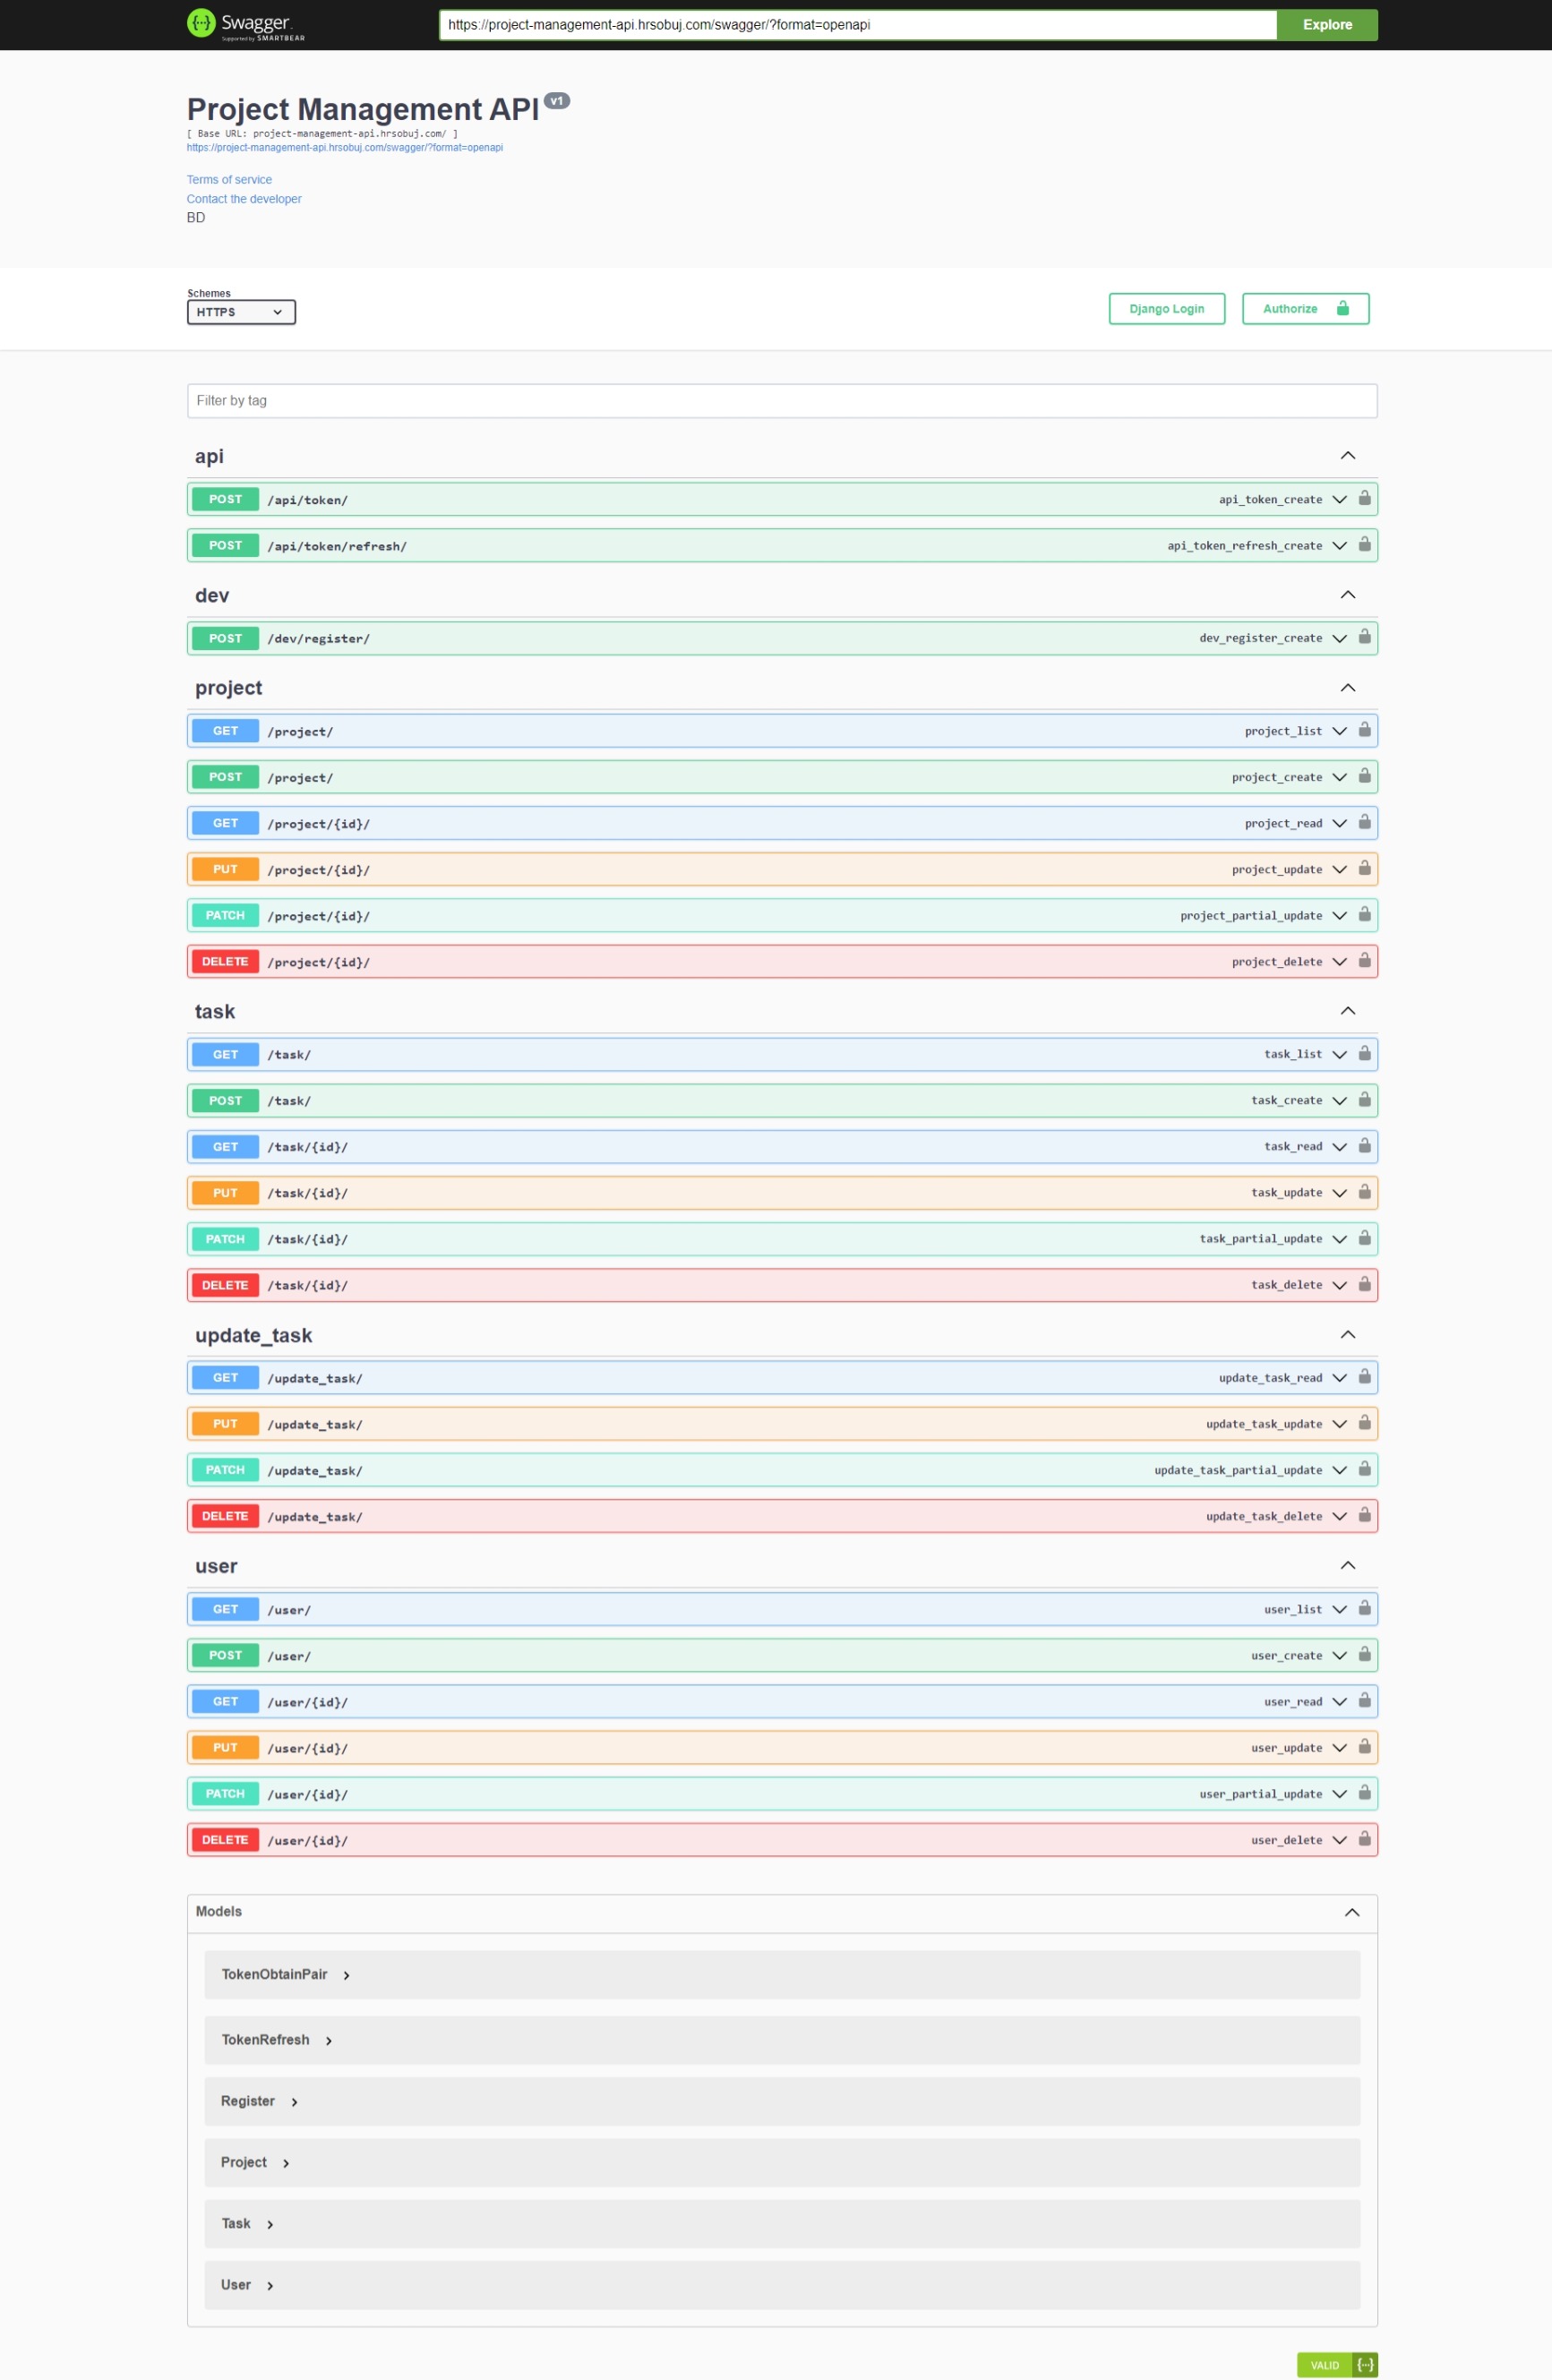 Swagger.
Supported by SMARTBEAR
https://project-management-api.hrsobuj.com/swagger/?format=openapi
Explore
Project Management API v1
[ Base URL: project-management-api.hrsobuj.com/ ]
https://project-management-api.hrsobuj.com/swagger/?format=openapi
Terms of service
Contact the developer
BD
Schemes
HTTPS
Django Login
Authorize
Filter by tag
api
POST /api/token/ api_token_create
POST /api/token/refresh/ api_token_refresh_create
dev
POST /dev/register/ dev_register_create
project
GET /project/ project_list
POST /project/ project_create
GET /project/{id}/ project_read
PUT /project/{id}/ project_update
PATCH /project/{id}/ project_partial_update
DELETE /project/{id}/ project_delete
task
GET /task/ task_list
POST /task/ task_create
GET /task/{id}/ task_read
PUT /task/{id}/ task_update
PATCH /task/{id}/ task_partial_update
DELETE /task/{id}/ task_delete
update_task
GET /update_task/ update_task_read
PUT /update_task/ update_task_update
PATCH /update_task/ update_task_partial_update
DELETE /update_task/ update_task_delete
user
GET /user/ user_list
POST /user/ user_create
GET /user/{id}/ user_read
PUT /user/{id}/ user_update
PATCH /user/{id}/ user_partial_update
DELETE /user/{id}/ user_delete
Models
TokenObtainPair
TokenRefresh
Register
Project
Task
User
VALID {···}